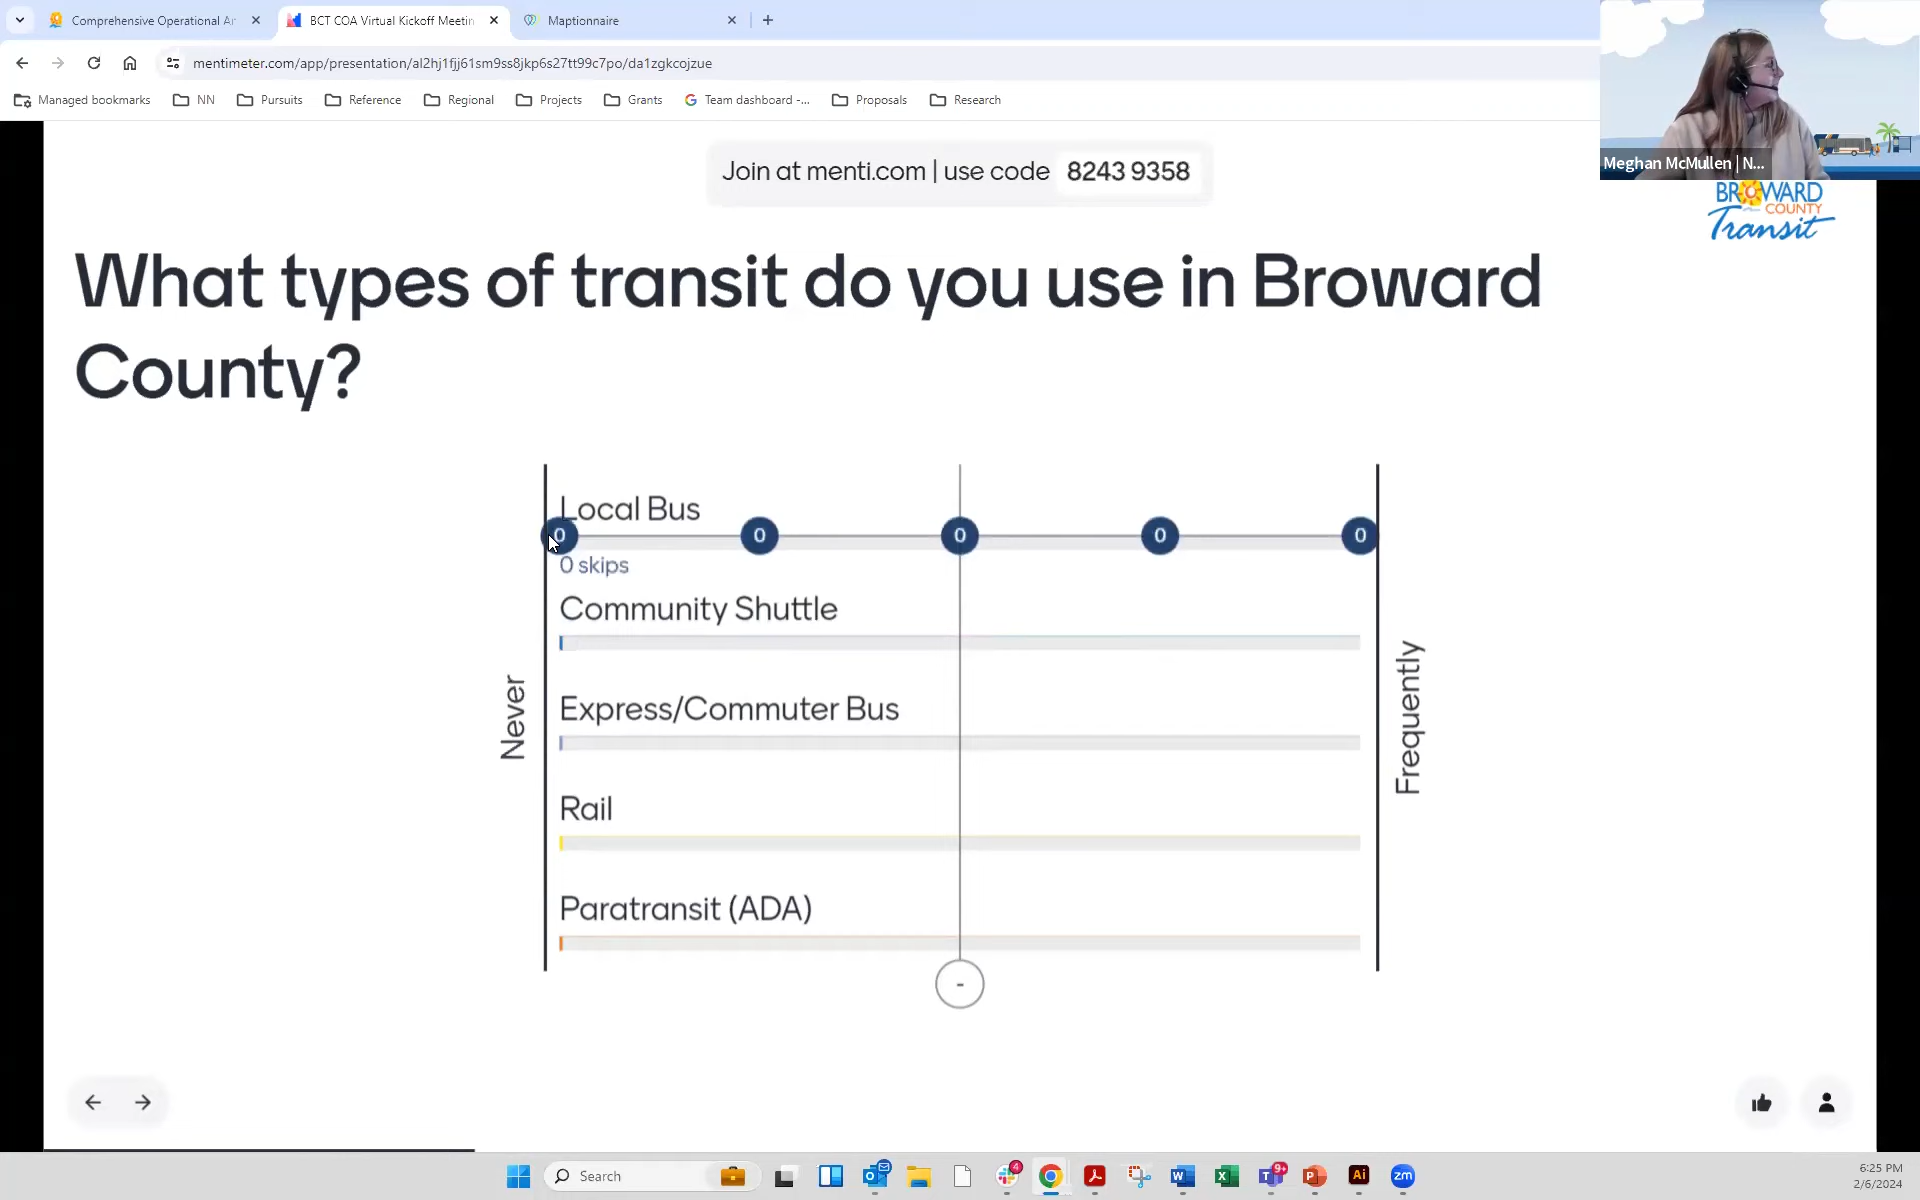 Comprehensive Operational Ar
BCT COA Virtual Kickoff Meetin
Maptionnaire
mentimeter.com/app/presentation/al2hj1fjj61sm9ss8jkp6s27tt99c7po/da1zgkcojzue
Managed bookmarks
NN
Pursuits
Reference
Regional
Projects
Grants
Team dashboard -...
Proposals
Research
Meghan McMullen | N...
Join at menti.com | use code 8243 9358
BROWARD
COUNTY
Transit
What types of transit do you use in Broward
County?
Local Bus
0 0 0 0 0
0 skips
Community Shuttle
Express/Commuter Bus
Rail
Paratransit (ADA)
Never
Frequently
-
Search
4
9+
Ai
zm
6:25 PM
2/6/2024